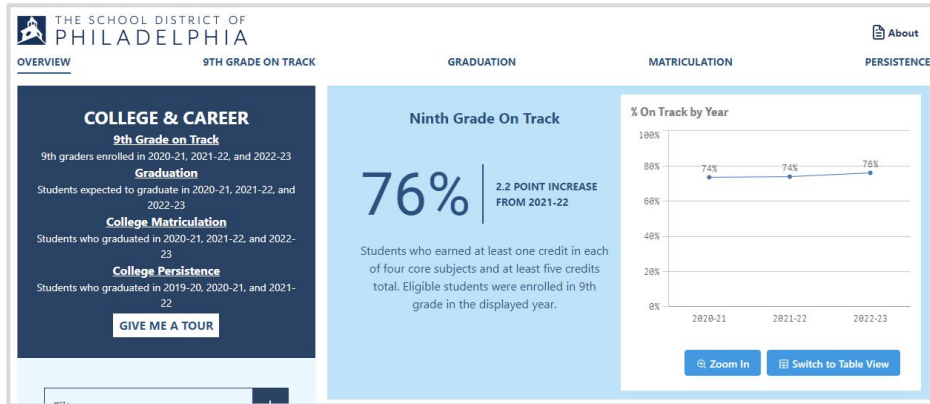 THE SCHOOL DISTRICT OF
PHILADELPHIA
About
OVERVIEW
9TH GRADE ON TRACK
GRADUATION
MATRICULATION
PERSISTENCE
COLLEGE & CAREER
9th Grade on Track
9th graders enrolled in 2020-21, 2021-22, and 2022-23
Graduation
Students expected to graduate in 2020-21, 2021-22, and
2022-23
College Matriculation
Students who graduated in 2020-21, 2021-22, and 2022-
23
College Persistence
Students who graduated in 2019-20, 2020-21, and 2021-
22
GIVE ME A TOUR
Ninth Grade On Track
76%
2.2 POINT INCREASE
FROM 2021-22
Students who earned at least one credit in each
of four core subjects and at least five credits
total. Eligible students were enrolled in 9th
grade in the displayed year.
% On Track by Year
100%
80%
60%
40%
20%
0%
74%
74%
76%
2020-21
2021-22
2022-23
Zoom In
Switch to Table View